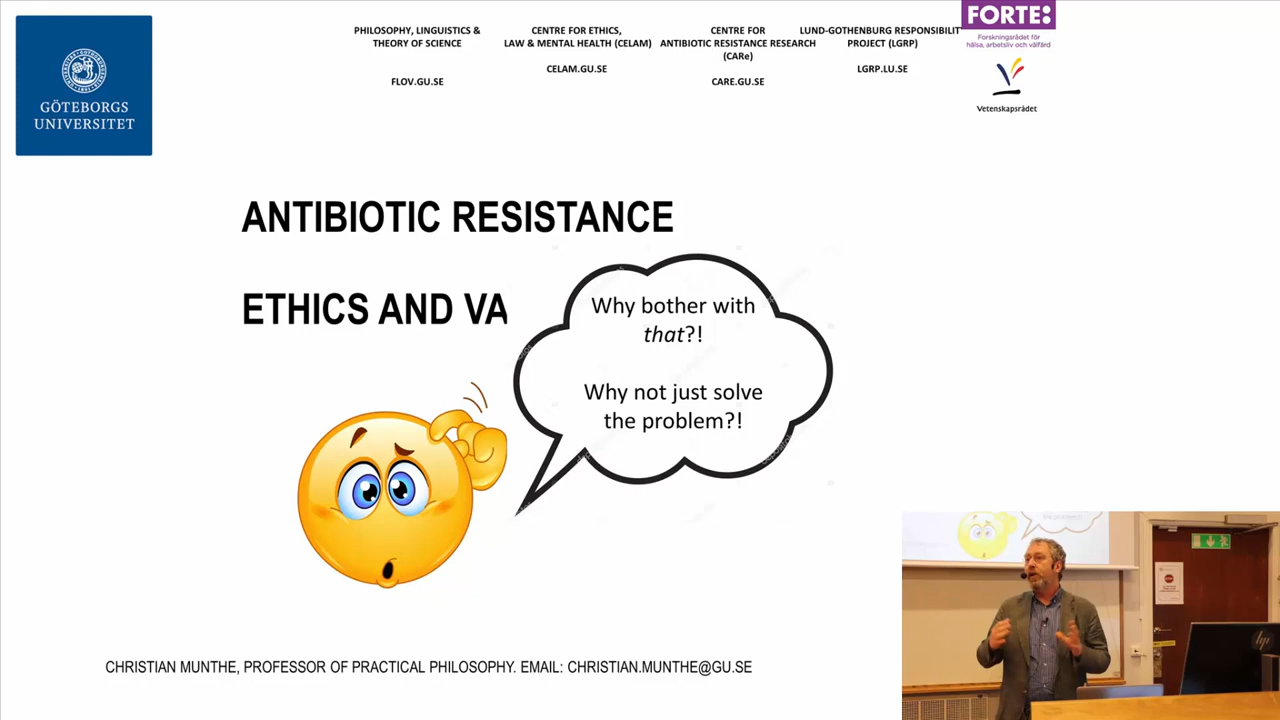 GÖTEBORGS
UNIVERSITET
PHILOSOPHY, LINGUISTICS &
THEORY OF SCIENCE
FLOV.GU.SE
CENTRE FOR ETHICS,
LAW & MENTAL HEALTH (CELAM)
CELAM.GU.SE
CENTRE FOR
ANTIBIOTIC RESISTANCE RESEARCH
(CARe)
CARE.GU.SE
LUND-GOTHENBURG RESPONSIBILIT
PROJECT (LGRP)
LGRP.LU.SE
FORTE:
Forskningsrådet för
hälsa, arbetsliv och välfärd
Vetenskapsrådet
ANTIBIOTIC RESISTANCE
ETHICS AND VA
Why bother with
that?!
Why not just solve
the problem?!
CHRISTIAN MUNTHE, PROFESSOR OF PRACTICAL PHILOSOPHY. EMAIL: CHRISTIAN.MUNTHE@GU.SE